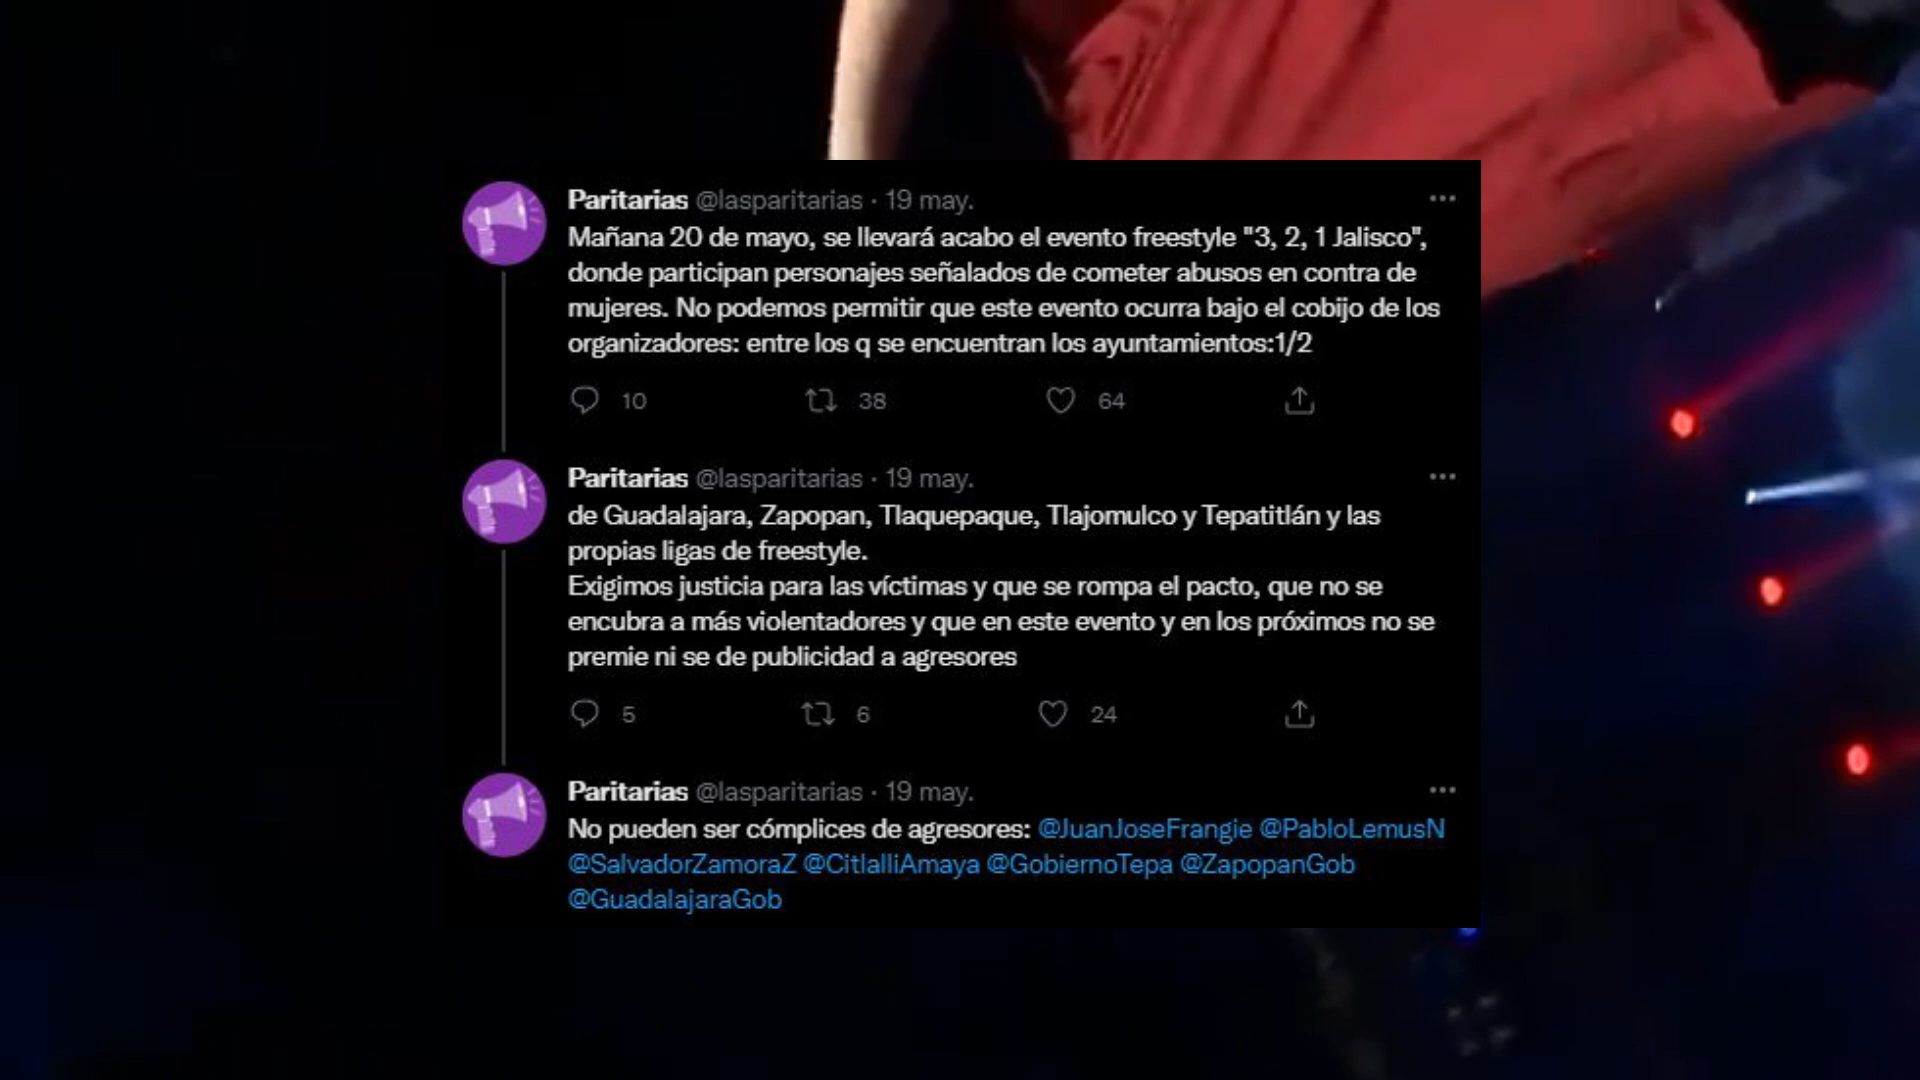 Paritarias @lasparitarias · 19 may.
Mañana 20 de mayo, se llevará acabo el evento freestyle "3, 2, 1 Jalisco",
donde participan personajes señalados de cometer abusos en contra de
mujeres. No podemos permitir que este evento ocurra bajo el cobijo de los
organizadores: entre los q se encuentran los ayuntamientos:1/2
10 38 64
Paritarias @lasparitarias · 19 may.
de Guadalajara, Zapopan, Tlaquepaque, Tlajomulco y Tepatitlán y las
propias ligas de freestyle.
Exigimos justicia para las víctimas y que se rompa el pacto, que no se
encubra a más violentadores y que en este evento y en los próximos no se
premie ni se de publicidad a agresores
5 6 24
Paritarias @lasparitarias · 19 may.
No pueden ser cómplices de agresores: @JuanJoseFrangie @PabloLemusN
@SalvadorZamoraZ @CitlalliAmaya @GobiernoTepa @ZapopanGob
@GuadalajaraGob